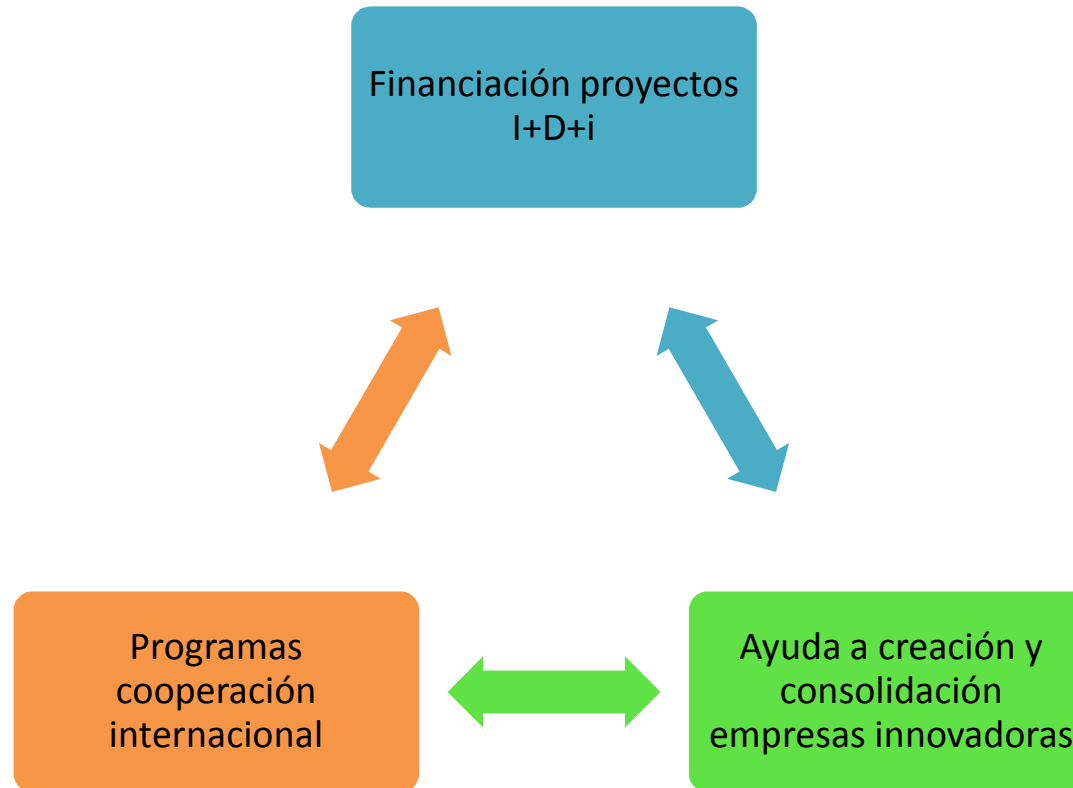 Financiación proyectos
I+D+i
Programas
cooperación
internacional
Ayuda a creación y
consolidación
empresas innovadoras